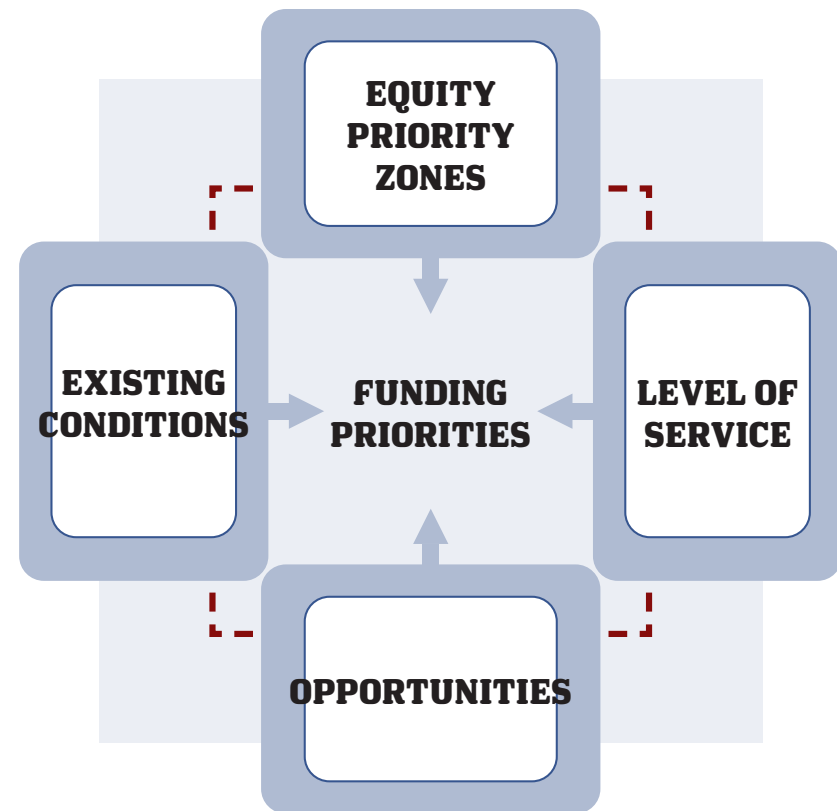 EQUITY
PRIORITY
ZONES
EXISTING
CONDITIONS
FUNDING
PRIORITIES
LEVEL OF
SERVICE
OPPORTUNITIES